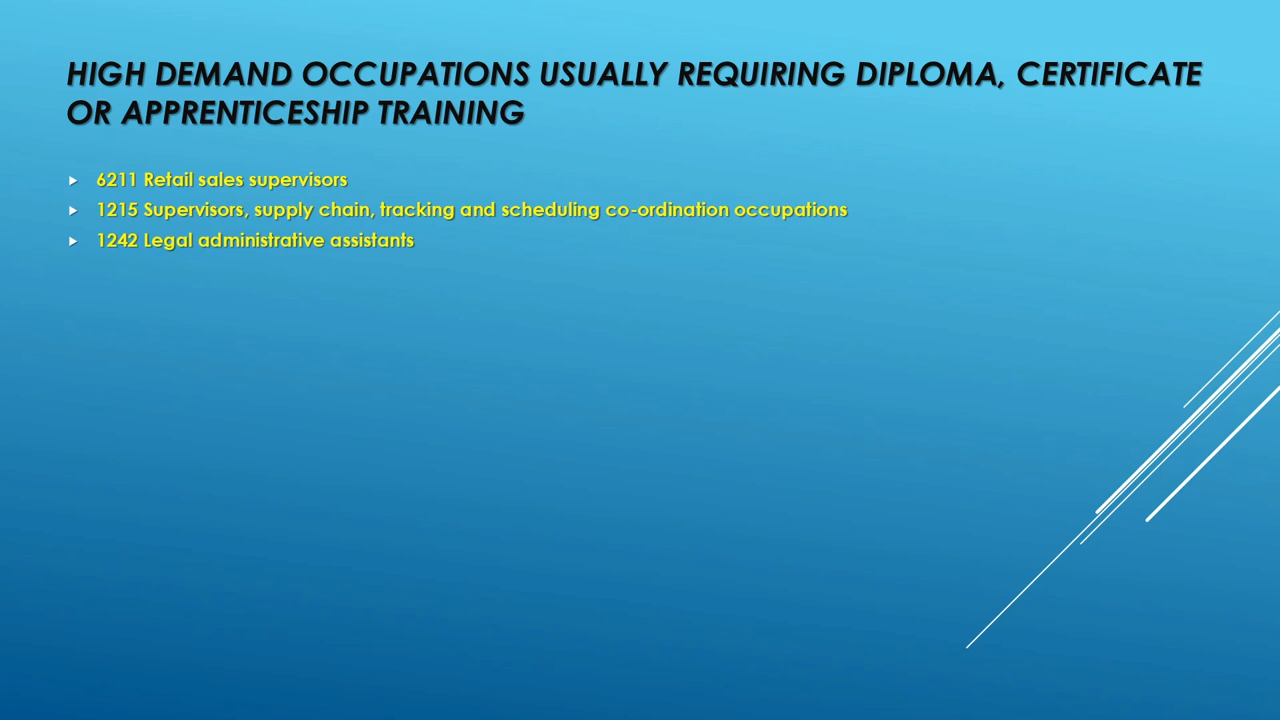 HIGH DEMAND OCCUPATIONS USUALLY REQUIRING DIPLOMA, CERTIFICATE
OR APPRENTICESHIP TRAINING
6211 Retail sales supervisors
1215 Supervisors, supply chain, tracking and scheduling co-ordination occupations
1242 Legal administrative assistants